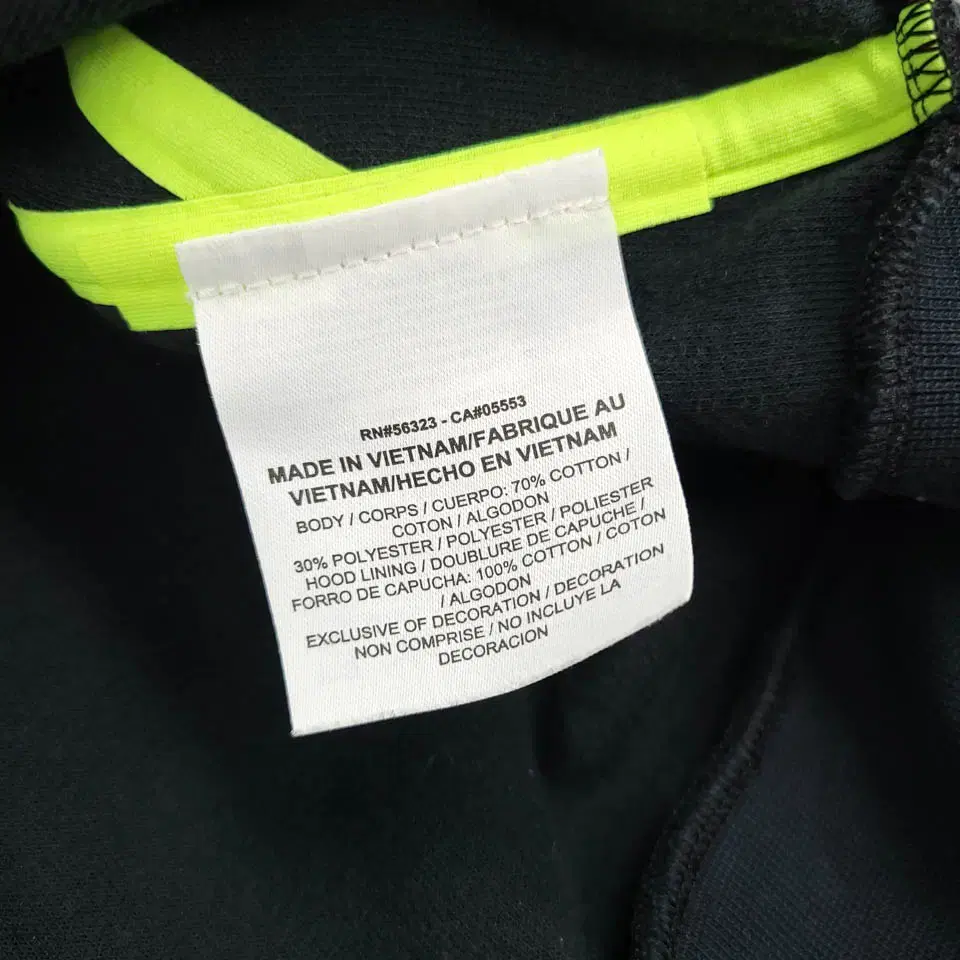 RN#56323 - CA#05553
MADE IN VIETNAM/FABRIQUE AU
VIETNAM/HECHO EN VIETNAM
BODY / CORPS / CUERPO: 70% COTTON /
COTON / ALGODON
30% POLYESTER / POLYESTER / POLIESTER
HOOD LINING / DOUBLURE DE CAPUCHE /
FORRO DE CAPUCHA: 100% COTTON / COTON
/ ALGODON
EXCLUSIVE OF DECORATION / DECORATION
NON COMPRISE / NO INCLUYE LA
DECORACION